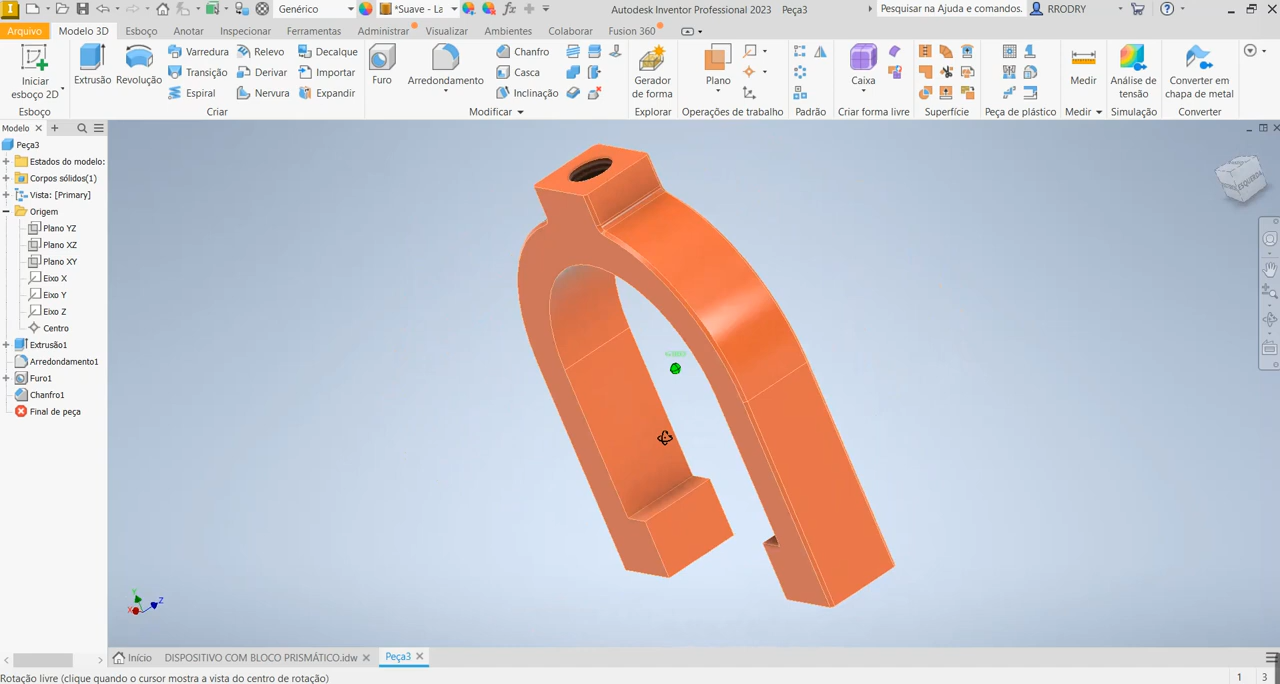 Genérico
*Suave - La
Autodesk Inventor Professional 2023 Peça3
Pesquisar na Ajuda e comandos.
RRODRY
Arquivo Modelo 3D Esboço Anotar Inspecionar Ferramentas Administrar Visualizar Ambientes Colaborar Fusion 360
Iniciar
esboço 2D
Esboço
Extrusão
Revolução
Varredura
Transição
Espiral
Relevo
Derivar
Nervura
Decalque
Importar
Expandir
Criar
Furo
Arredondamento
Chanfro
Casca
Inclinação
Modificar
Gerador
de forma
Explorar
Plano
Operações de trabalho
Padrão
Caixa
Criar forma livre
Superfície
Peça de plástico
Medir
Medir
Análise de
tensão
Simulação
Converter em
chapa de metal
Converter
Modelo
Peça3
Estados do modelo:
Corpos sólidos(1)
Vista: [Primary]
Origem
Plano YZ
Plano XZ
Plano XY
Eixo X
Eixo Y
Eixo Z
Centro
Extrusão1
Arredondamento1
Furo1
Chanfro1
Final de peça
ESQUERDA
Y
X
Z
Início DISPOSITIVO COM BLOCO PRISMÁTICO.idw Peça3
Rotação livre (clique quando o cursor mostra a vista do centro de rotação)
1 3